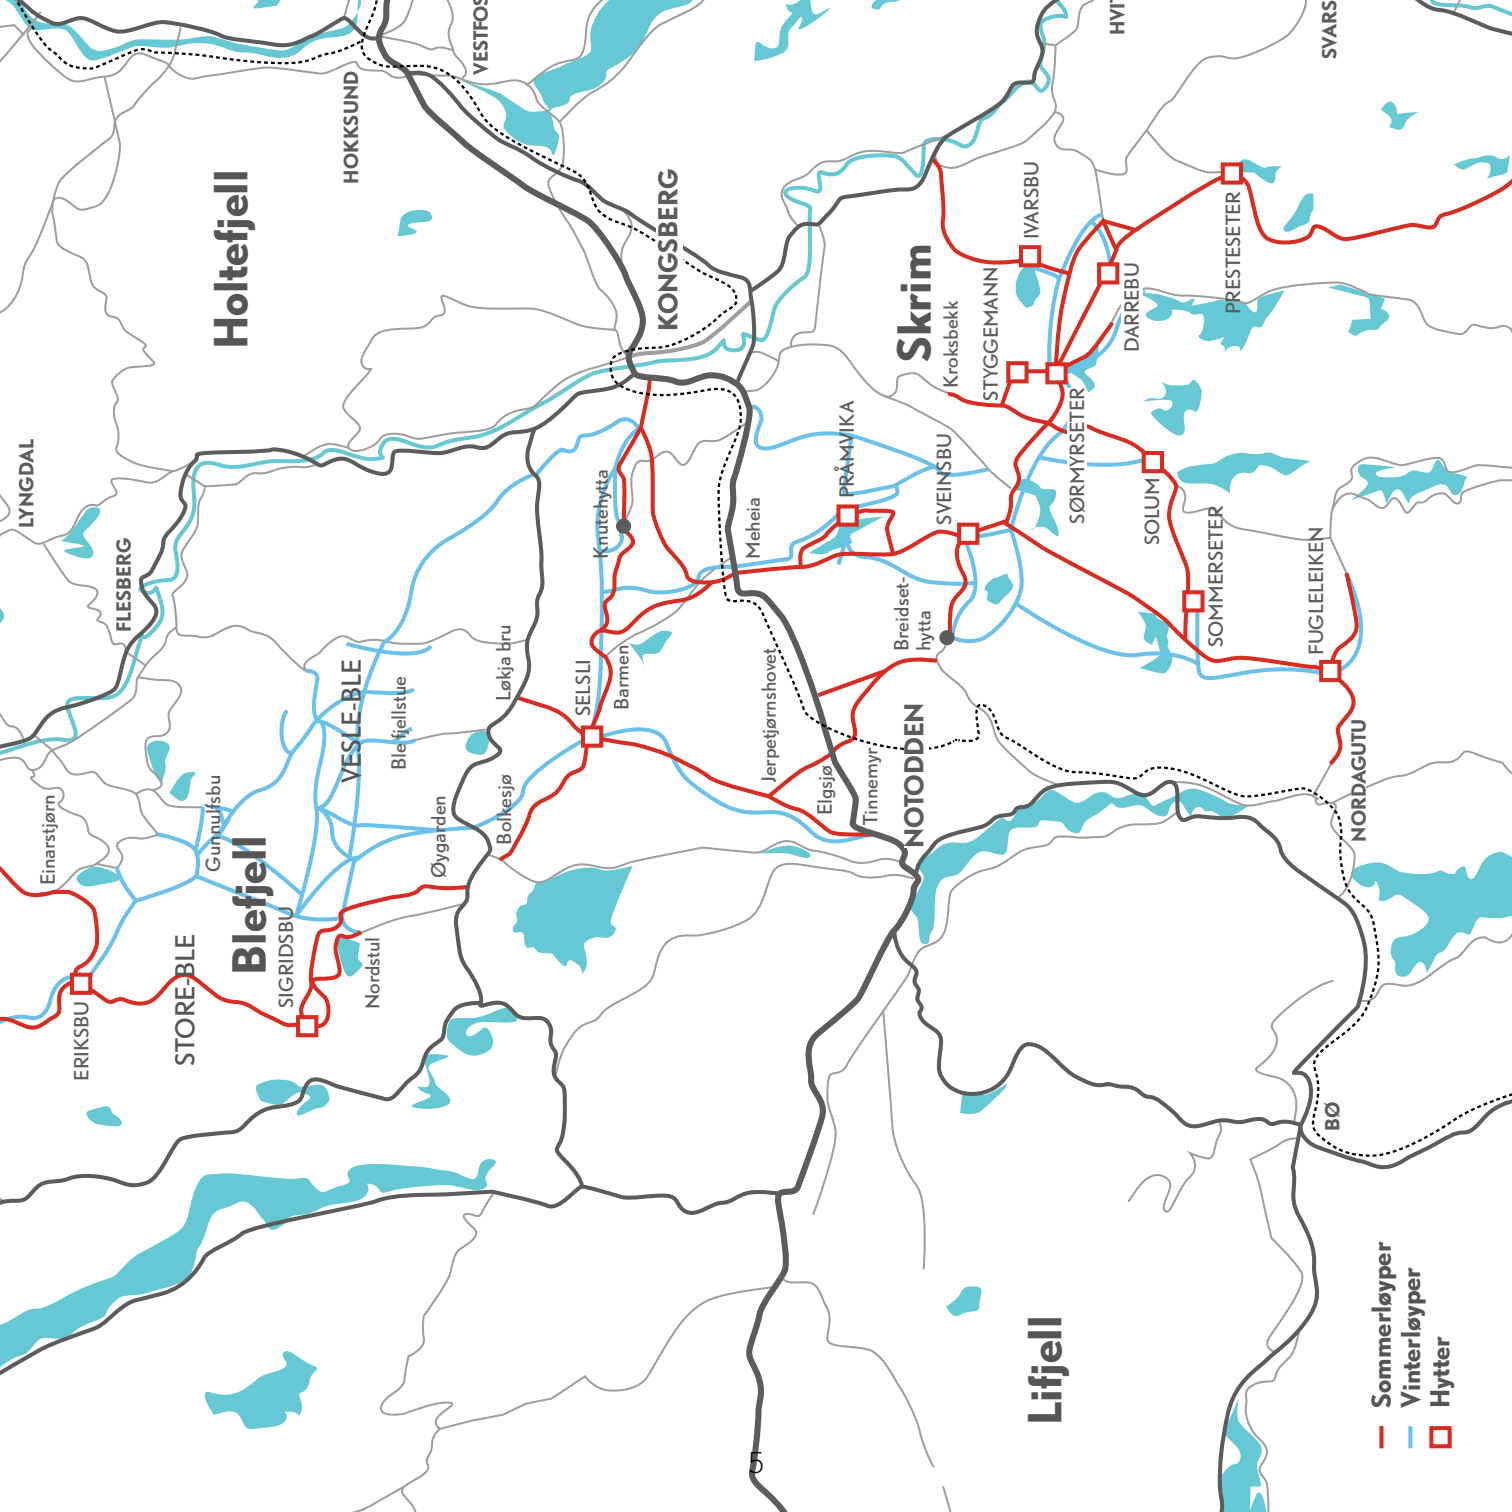 LYNGDAL
FLESBERG
Holtefjell
HOKKSUND
VESTFOS
KONGSBERG
HVI
SVARS
Skrim
Kroksbekk
STYGGEMANN
IVARSBU
DARREBU
PRESTESETER
SØRMYRSETER
SOLUM
SOMMERSETER
FUGLELEIKEN
PRÅMVIKA
SVEINSBU
Meheia
Knutehytta
Breidset-
hytta
Løkja bru
SELSLI
Barmen
Jerpetjørnshovet
Elgsjø
Tinnemyr
NOTODDEN
NORDAGUTU
VESLE-BLE
Blefjellstue
Bolkesjø
Øygarden
Gunnulfsbu
Einarstjørn
Blefjell
STORE-BLE
SIGRIDSBU
Nordstul
ERIKSBU
BØ
Lifjell
Sommerløyper
Vinterløyper
Hytter
5